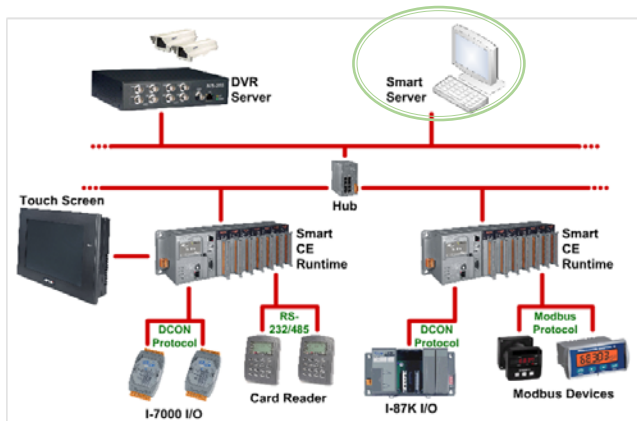 DVR
Server
Smart
Server
Hub
Touch Screen
Smart
CE
Runtime
Smart
CE
Runtime
DCON
Protocol
RS-
232/485
DCON
Protocol
Modbus
Protocol
I-7000 I/O
Card Reader
I-87K I/O
Modbus Devices